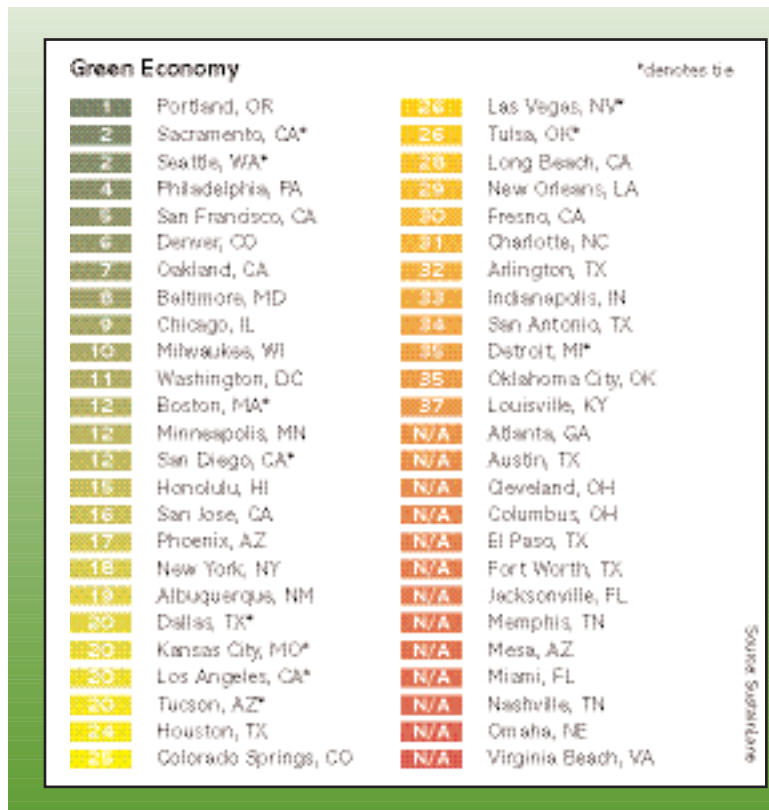 Green Economy
*denotes tie
1 Portland, OR
2 Sacramento, CA*
2 Seattle, WA*
4 Philadelphia, PA
5 San Francisco, CA
6 Denver, CO
7 Oakland, CA
8 Baltimore, MD
9 Chicago, IL
10 Milwaukee, WI
11 Washington, DC
12 Boston, MA*
12 Minneapolis, MN
12 San Diego, CA*
15 Honolulu, HI
16 San Jose, CA
17 Phoenix, AZ
18 New York, NY
19 Albuquerque, NM
20 Dallas, TX*
20 Kansas City, MO*
20 Los Angeles, CA*
20 Tucson, AZ*
24 Houston, TX
25 Colorado Springs, CO
26 Las Vegas, NV*
26 Tulsa, OK*
28 Long Beach, CA
29 New Orleans, LA
30 Fresno, CA
31 Charlotte, NC
32 Arlington, TX
33 Indianapolis, IN
34 San Antonio, TX
35 Detroit, MI*
35 Oklahoma City, OK
37 Louisville, KY
N/A Atlanta, GA
N/A Austin, TX
N/A Cleveland, OH
N/A Columbus, OH
N/A El Paso, TX
N/A Fort Worth, TX
N/A Jacksonville, FL
N/A Memphis, TN
N/A Mesa, AZ
N/A Miami, FL
N/A Nashville, TN
N/A Omaha, NE
N/A Virginia Beach, VA
Source: SustainLane